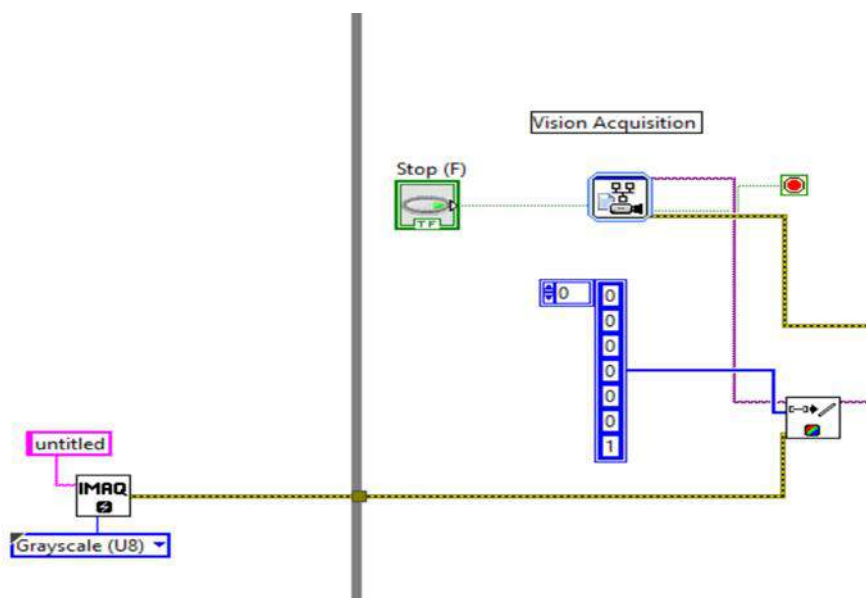 Vision Acquisition
Stop (F)
TF
0
0
0
0
0
0
0
1
untitled
IMAQ
Grayscale (U8)